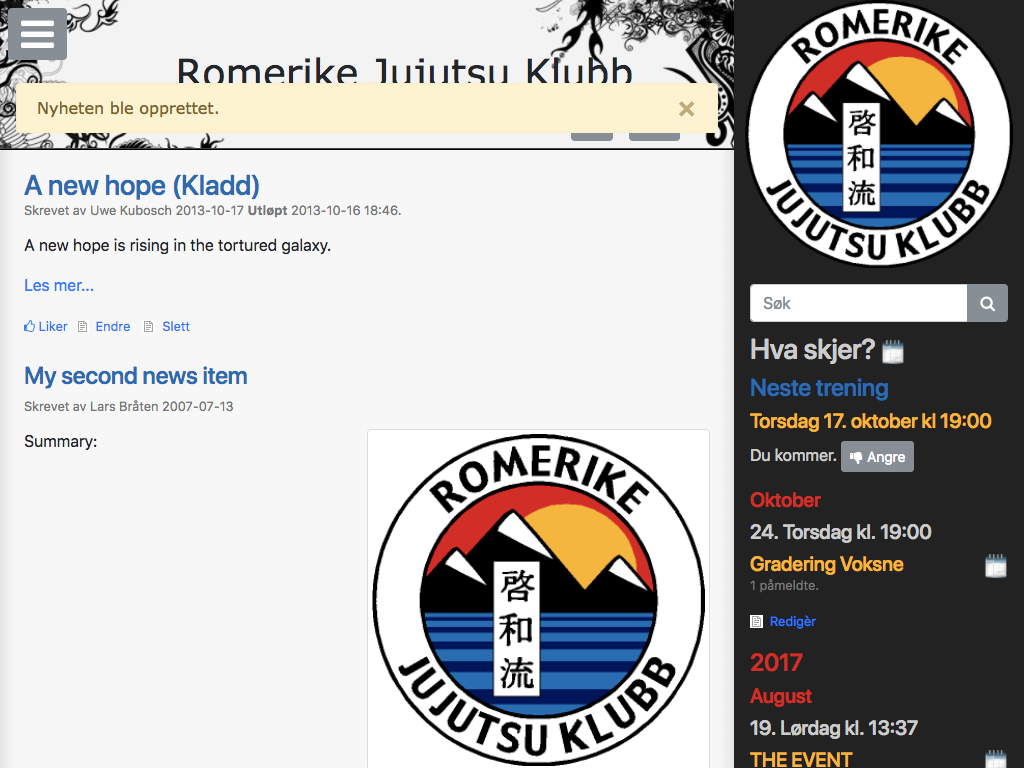 Romerike Jujutsu Klubb
Nyheten ble opprettet.
×
A new hope (Kladd)
Skrevet av Uwe Kubosch 2013-10-17 Utløpt 2013-10-16 18:46.
A new hope is rising in the tortured galaxy.
Les mer...
Liker Endre Slett
My second news item
Skrevet av Lars Bråten 2007-07-13
Summary:
ROMERIKE
啓和流
JUJUTSU KLUBB
ROMERIKE
啓和流
JUJUTSU KLUBB
Søk
Hva skjer?
Neste trening
Torsdag 17. oktober kl 19:00
Du kommer. Angre
Oktober
24. Torsdag kl. 19:00
Gradering Voksne
1 påmeldte.
Redigèr
2017
August
19. Lørdag kl. 13:37
THE EVENT